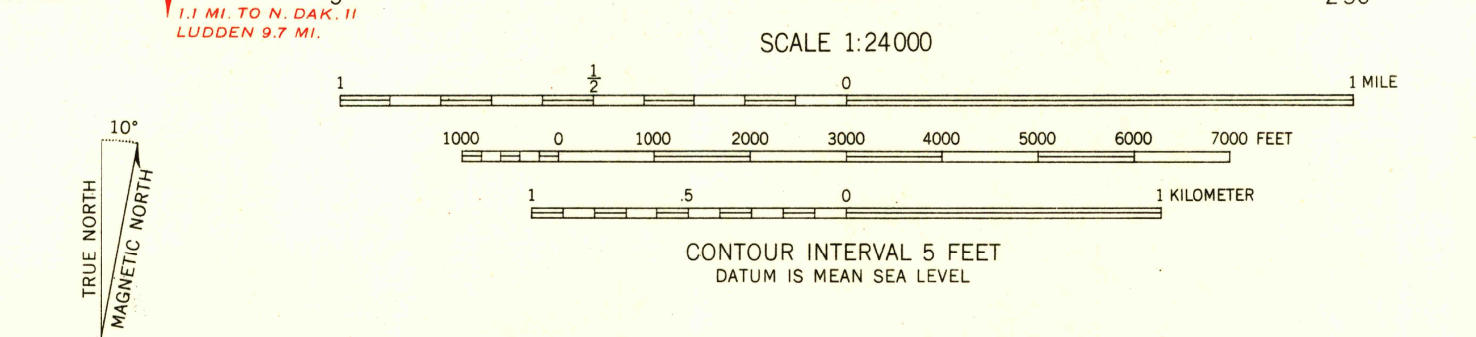 1.1 MI. TO N. DAK. 11
LUDDEN 9.7 MI.
SCALE 1:24000
1 1/2 0 1 MILE
1000 0 1000 2000 3000 4000 5000 6000 7000 FEET
1 .5 0 1 KILOMETER
CONTOUR INTERVAL 5 FEET
DATUM IS MEAN SEA LEVEL
10°
TRUE NORTH
MAGNETIC NORTH